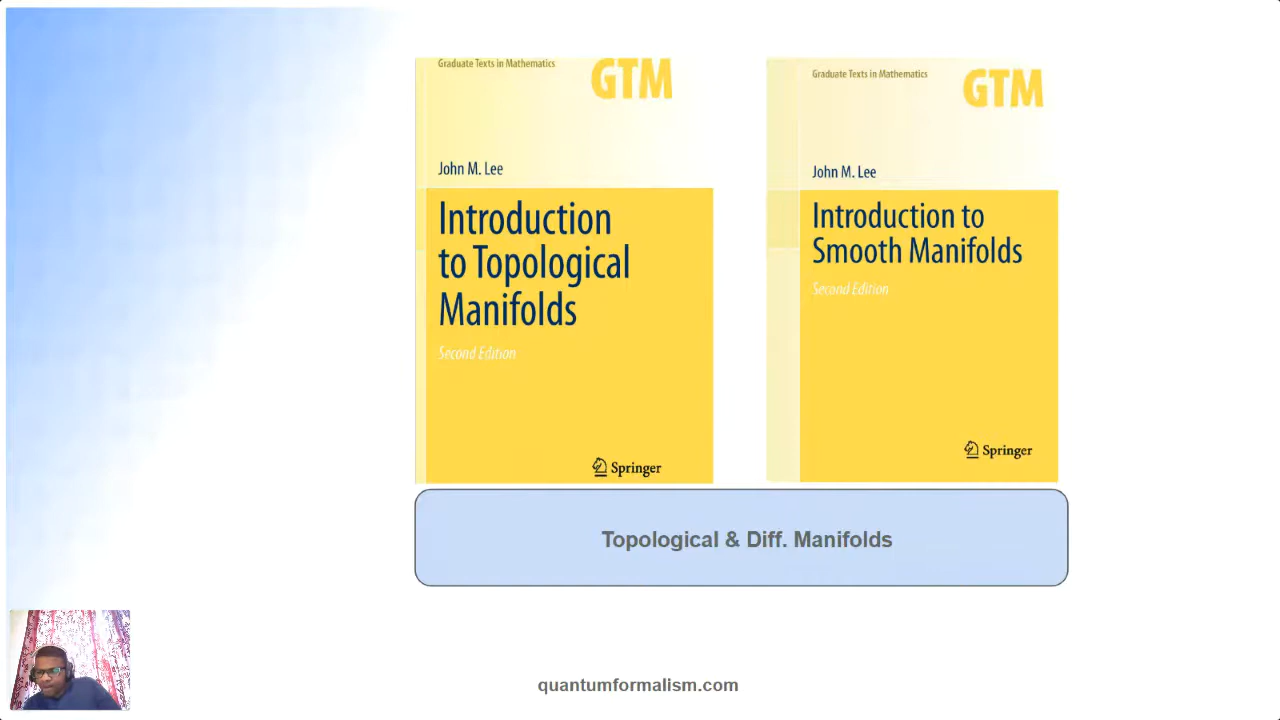 Graduate Texts in Mathematics
GTM
John M. Lee
Introduction
to Topological
Manifolds
Second Edition
Springer
Graduate Texts in Mathematics
GTM
John M. Lee
Introduction to
Smooth Manifolds
Second Edition
Springer
Topological & Diff. Manifolds
quantumformalism.com